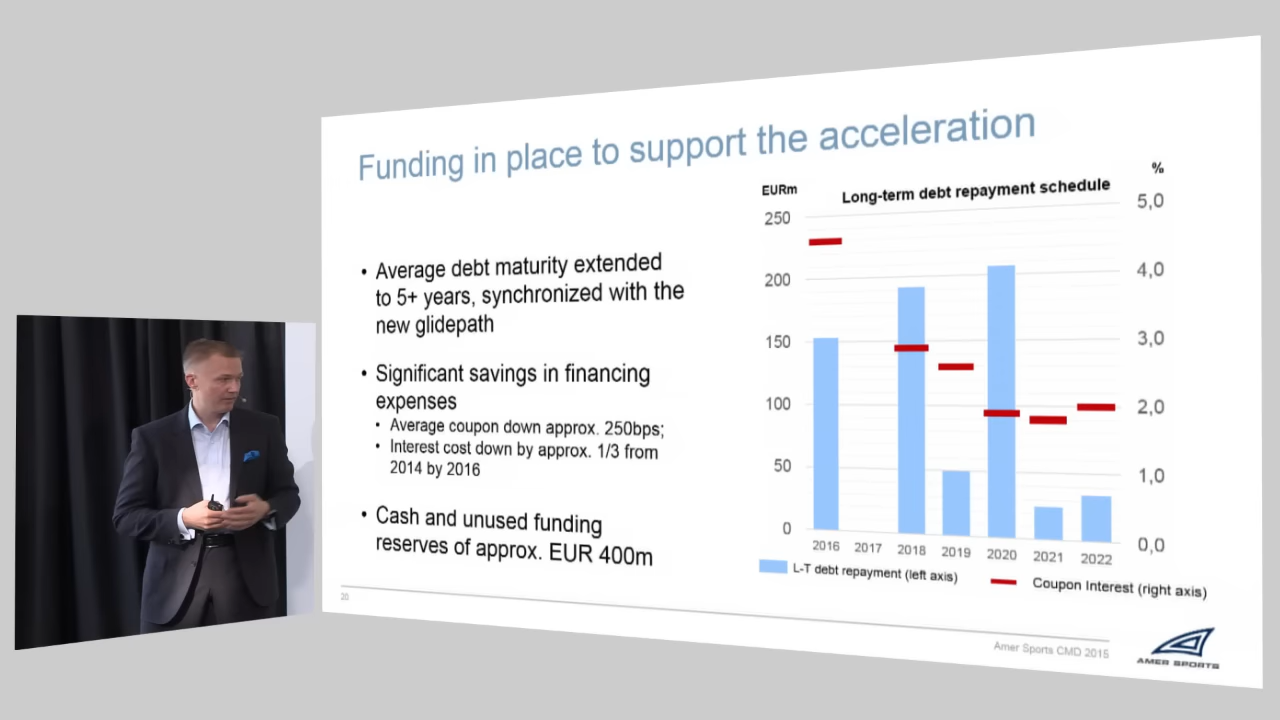 Funding in place to support the acceleration
• Average debt maturity extended
to 5+ years, synchronized with the
new glidepath
• Significant savings in financing
expenses
• Average coupon down approx. 250bps;
• Interest cost down by approx. 1/3 from
2014 by 2016
• Cash and unused funding
reserves of approx. EUR 400m
EURm
Long-term debt repayment schedule
%
250
200
150
100
50
0
5,0
4,0
3,0
2,0
1,0
0,0
2016 2017 2018 2019 2020 2021 2022
L-T debt repayment (left axis)
Coupon Interest (right axis)
20
Amer Sports CMD 2015
AMER SPORTS